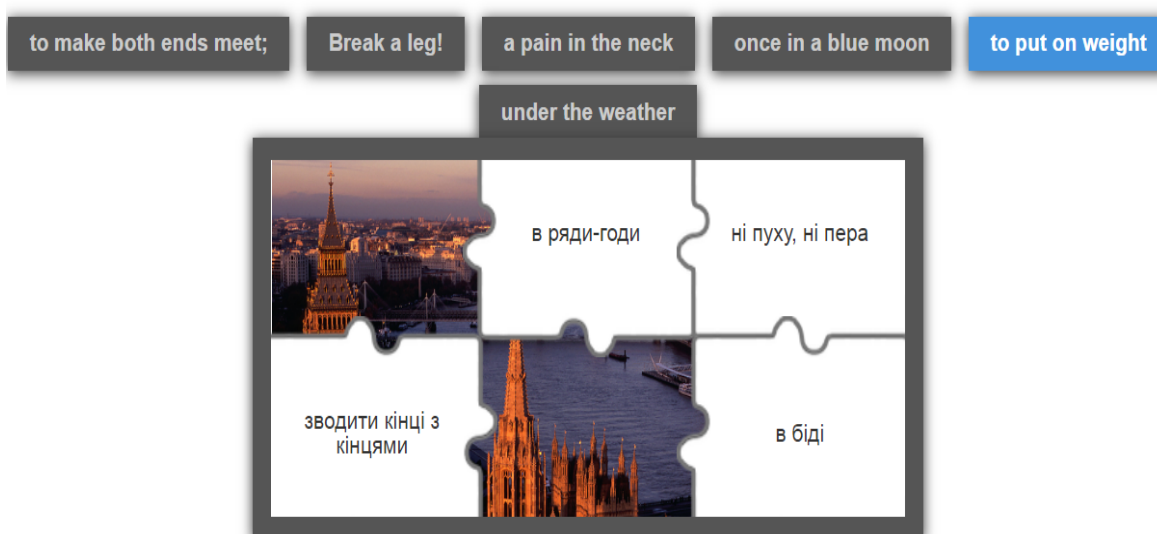 to make both ends meet;
Break a leg!
a pain in the neck
once in a blue moon
to put on weight
under the weather
в ряди-годи
ні пуху, ні пера
зводити кінці з
кінцями
в біді